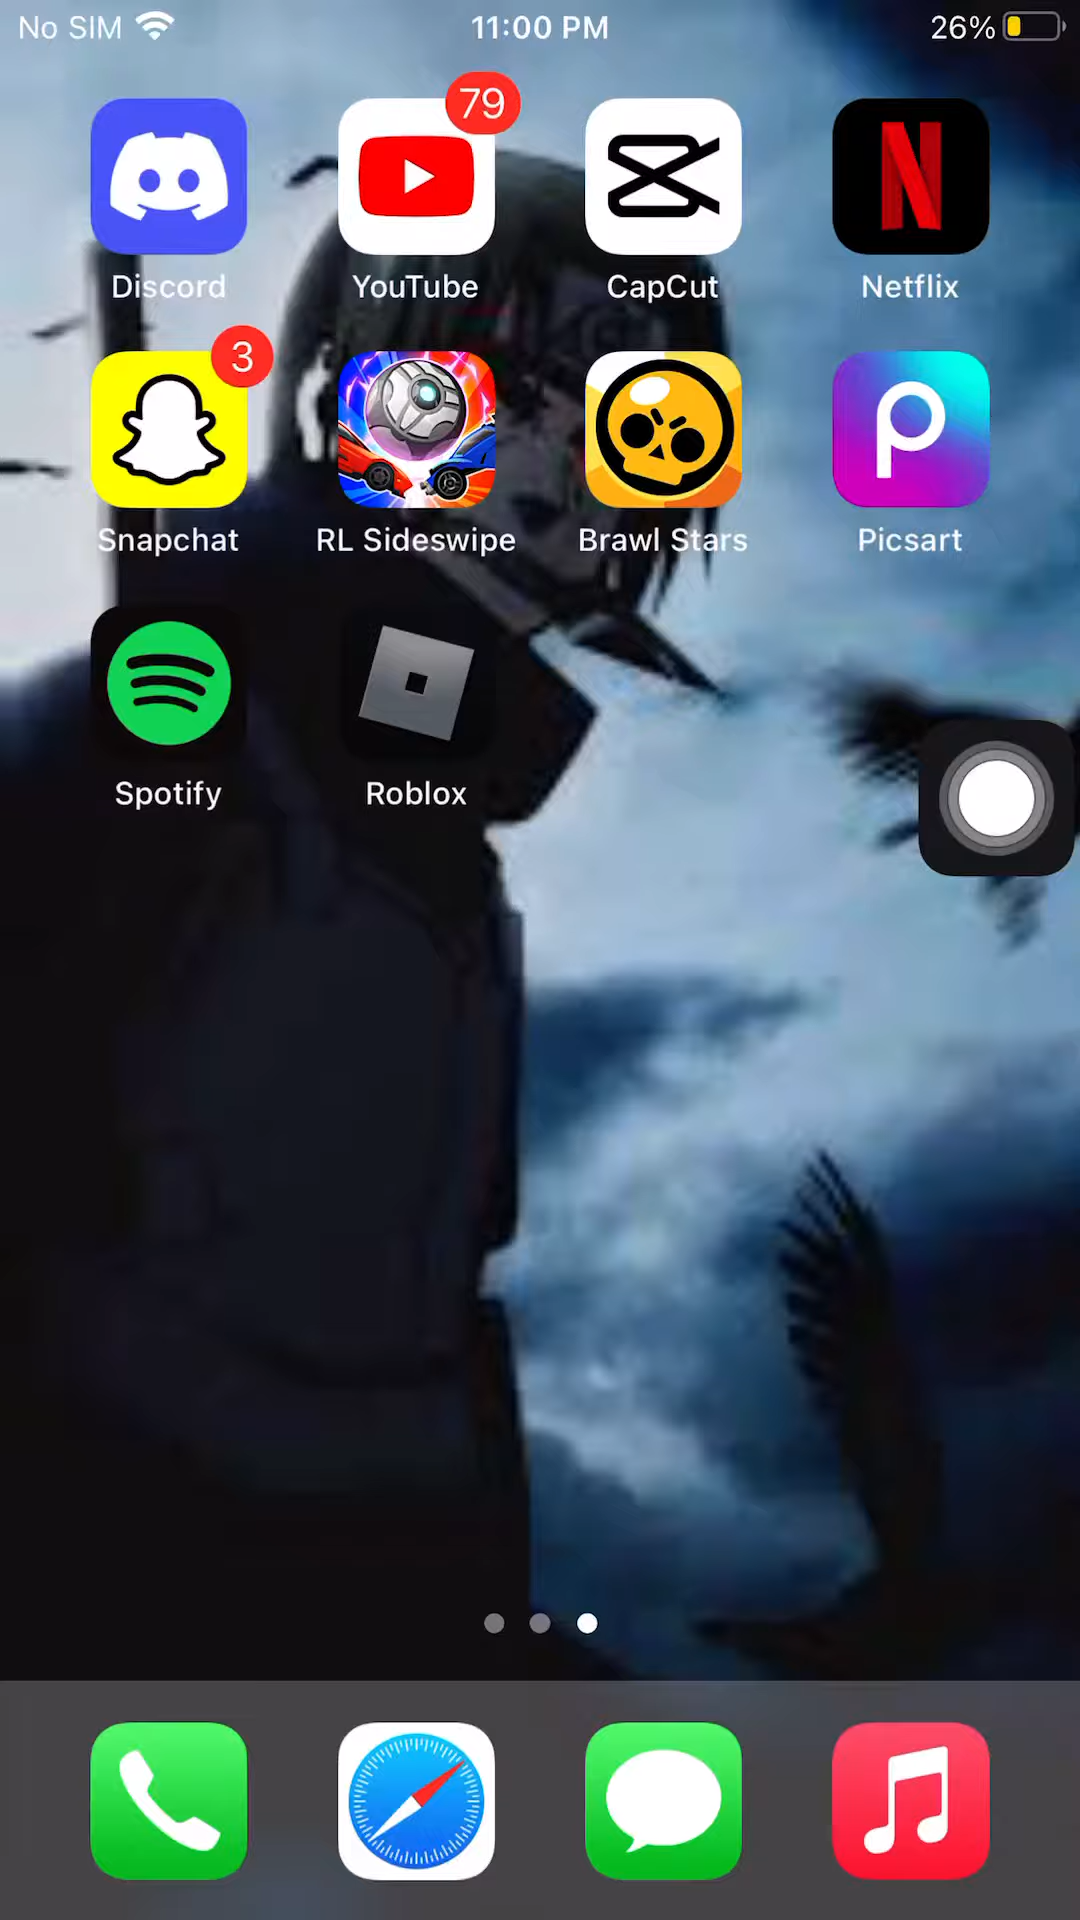 No SIM 11:00 PM 26%
79
Discord YouTube CapCut Netflix
3
Snapchat RL Sideswipe Brawl Stars Picsart
Spotify Roblox